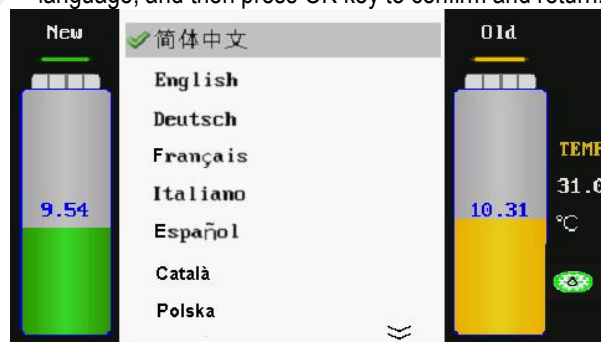 language, and then press OK key to confirm and return.
New
简体中文
Old
English
Deutsch
Français
TEMP
Italiano
31.0
9.54
10.31
°C
Español
Català
Polska